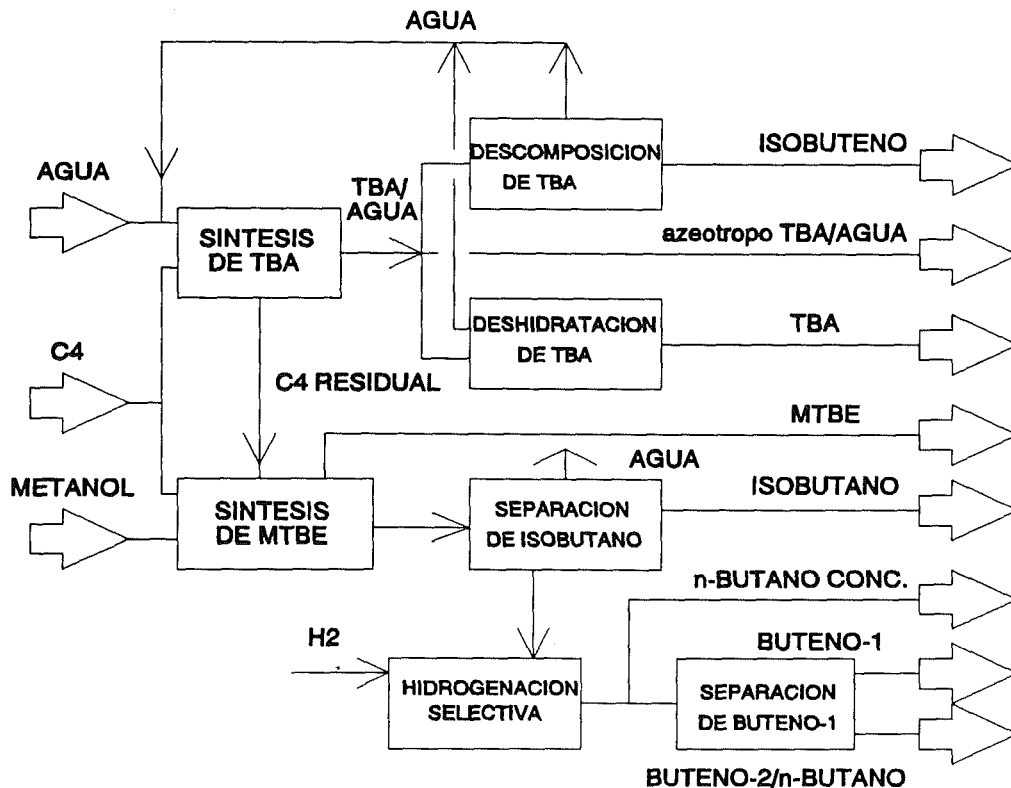 AGUA
AGUA
DESCOMPOSICION
DE TBA
ISOBUTENO
TBA/
AGUA
SINTESIS
DE TBA
azeotropo TBA/AGUA
DESHIDRATACION
DE TBA
TBA
C4
C4 RESIDUAL
MTBE
METANOL
SINTESIS
DE MTBE
AGUA
SEPARACION
DE ISOBUTANO
ISOBUTANO
n-BUTANO CONC.
H2
HIDROGENACION
SELECTIVA
BUTENO-1
SEPARACION
DE BUTENO-1
BUTENO-2/n-BUTANO